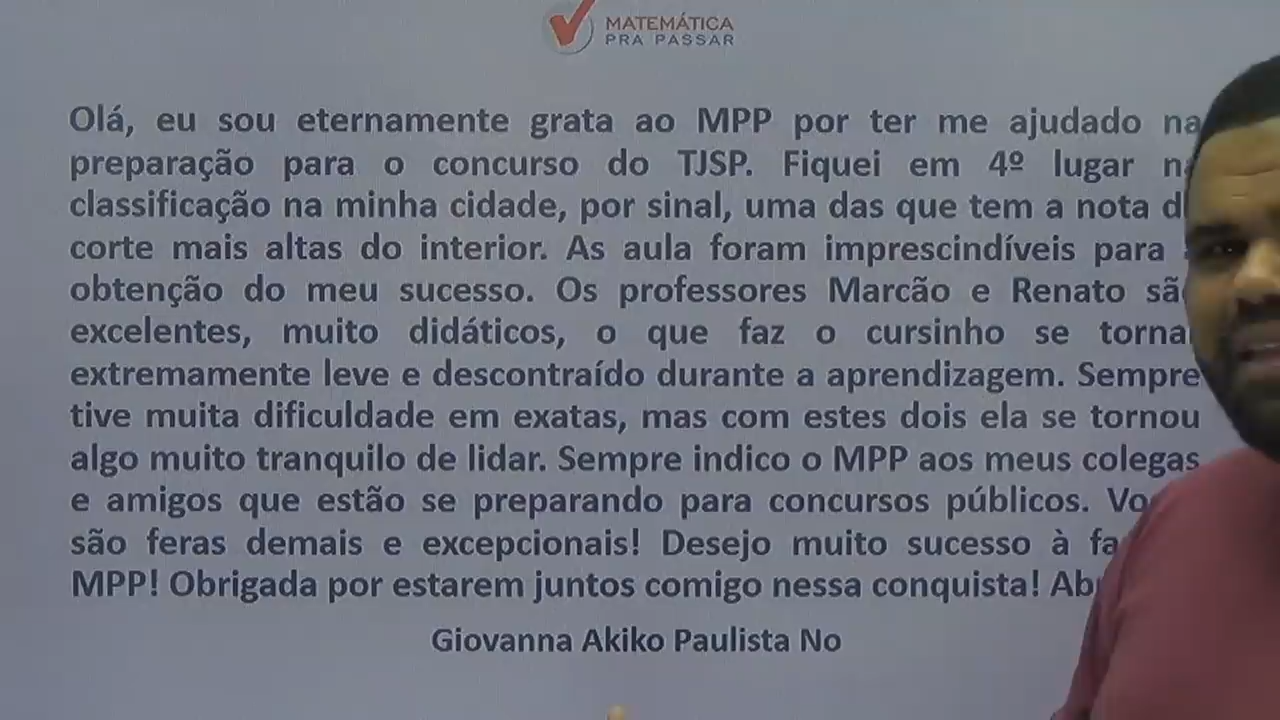 MATEMÁTICA
PRA PASSAR
Olá, eu sou eternamente grata ao MPP por ter me ajudado na
preparação para o concurso do TJSP. Fiquei em 4º lugar
classificação na minha cidade, por sinal, uma das que tem a nota
corte mais altas do interior. As aula foram imprescindíveis para
obtenção do meu sucesso. Os professores Marcão e Renato
excelentes, muito didáticos, o que faz o cursinho se
extremamente leve e descontraído durante a aprendizagem. Sempre
tive muita dificuldade em exatas, mas com estes dois ela se tornou
algo muito tranquilo de lidar. Sempre indico o MPP aos meus colegas
e amigos que estão se preparando para concursos públicos.
são feras demais e excepcionais! Desejo muito sucesso à
MPP! Obrigada por estarem juntos comigo nessa conquista!
Giovanna Akiko Paulista No